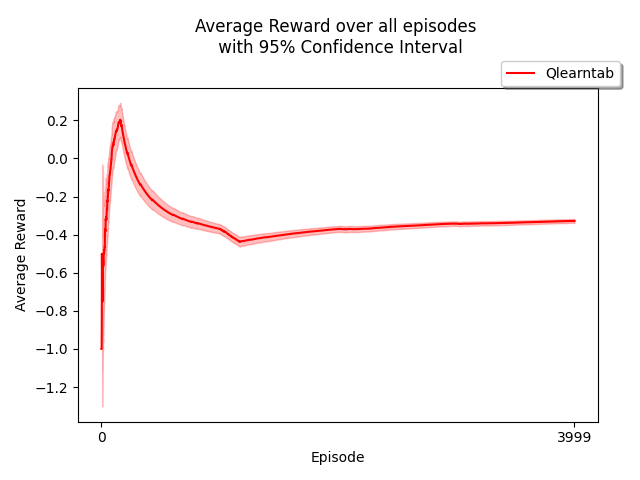 Average Reward over all episodes
with 95% Confidence Interval
Qlearntab
0.2
0.0
−0.2
−0.4
−0.6
−0.8
−1.0
−1.2
Average Reward
0
3999
Episode